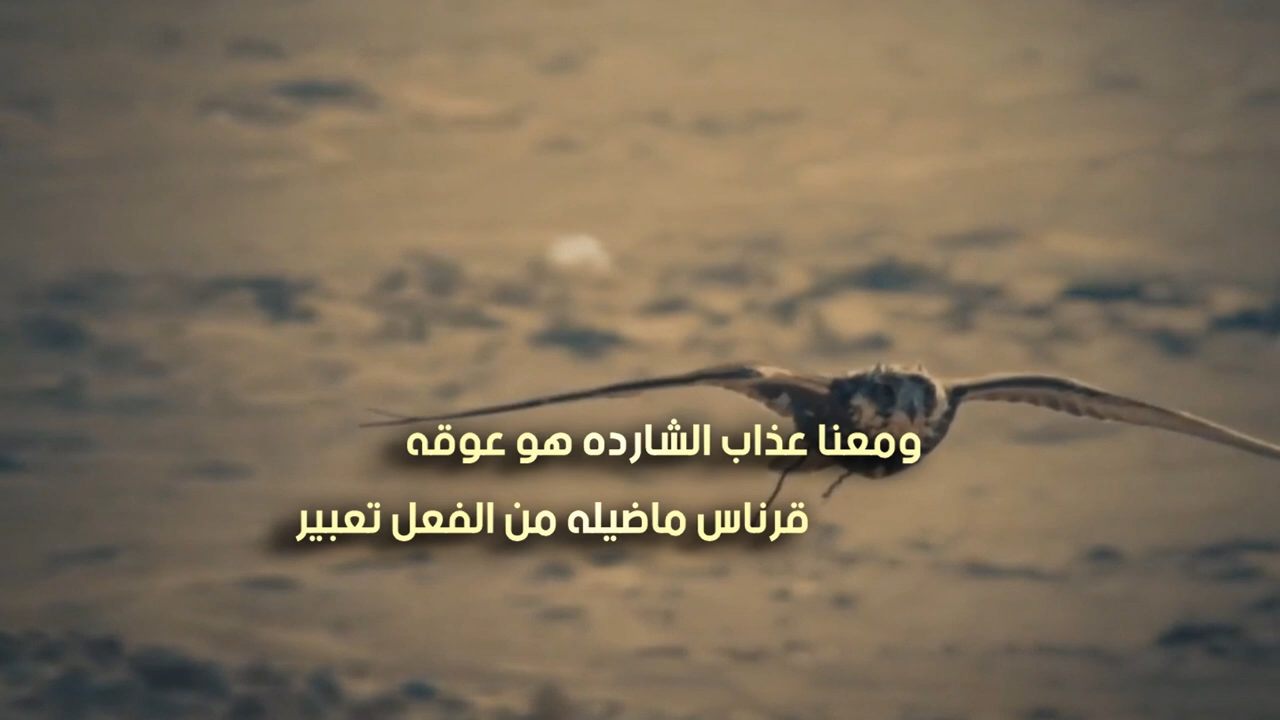 ومعنا عذاب الشارده هو عوقه
قرناس ماضيله من الفعل تعبير